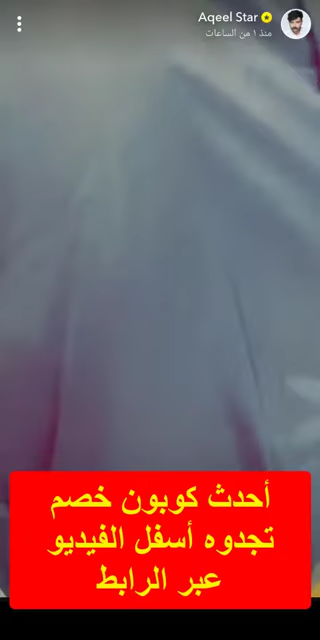 Aqeel Star
منذ ١ من الساعات
أحدث كوبون خصم
تجدوه أسفل الفيديو
عبر الرابط